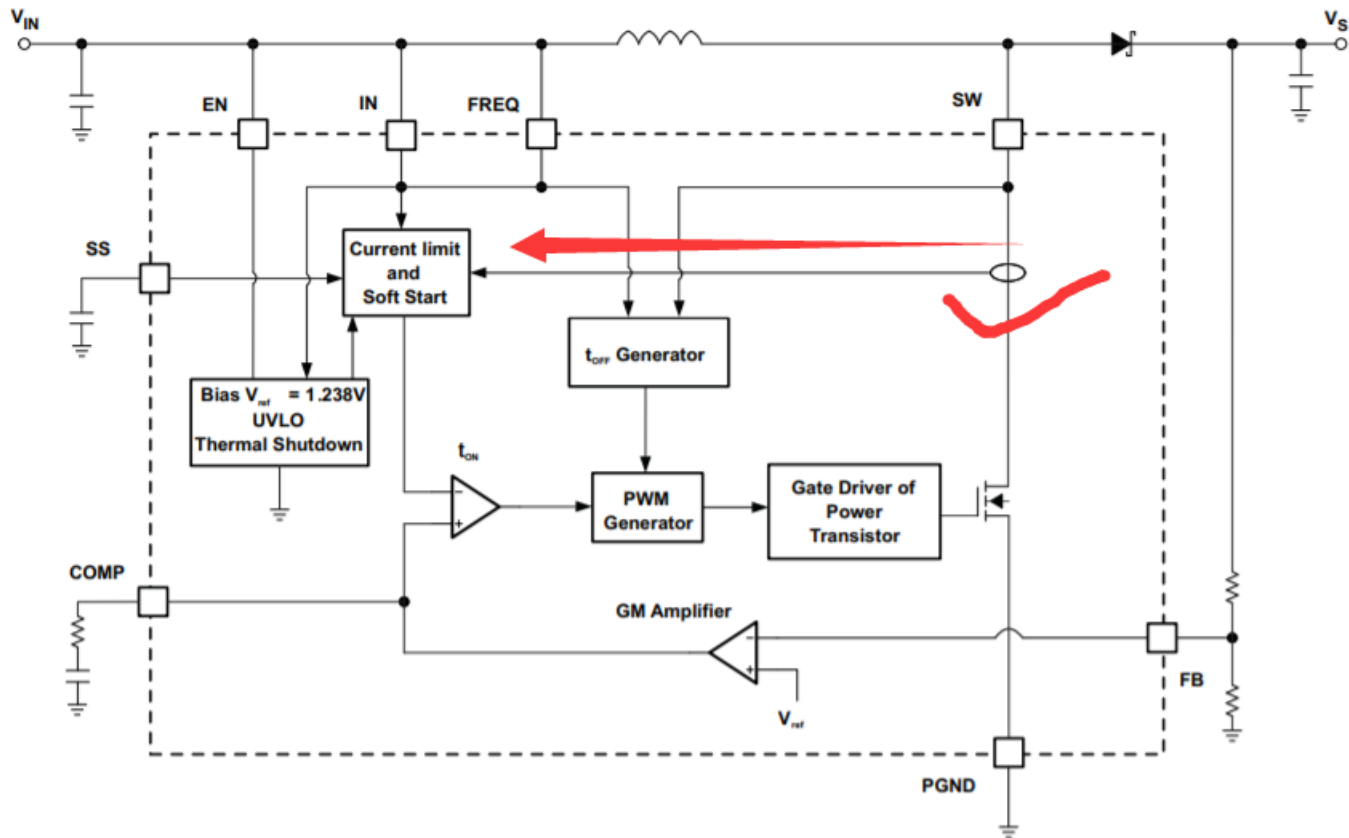 VIN
VS
EN
IN
FREQ
SW
SS
Current limit
and
Soft Start
tOFF Generator
Bias Vref = 1.238V
UVLO
Thermal Shutdown
tON
−
+
PWM
Generator
Gate Driver of
Power
Transistor
COMP
GM Amplifier
−
+
FB
Vref
PGND